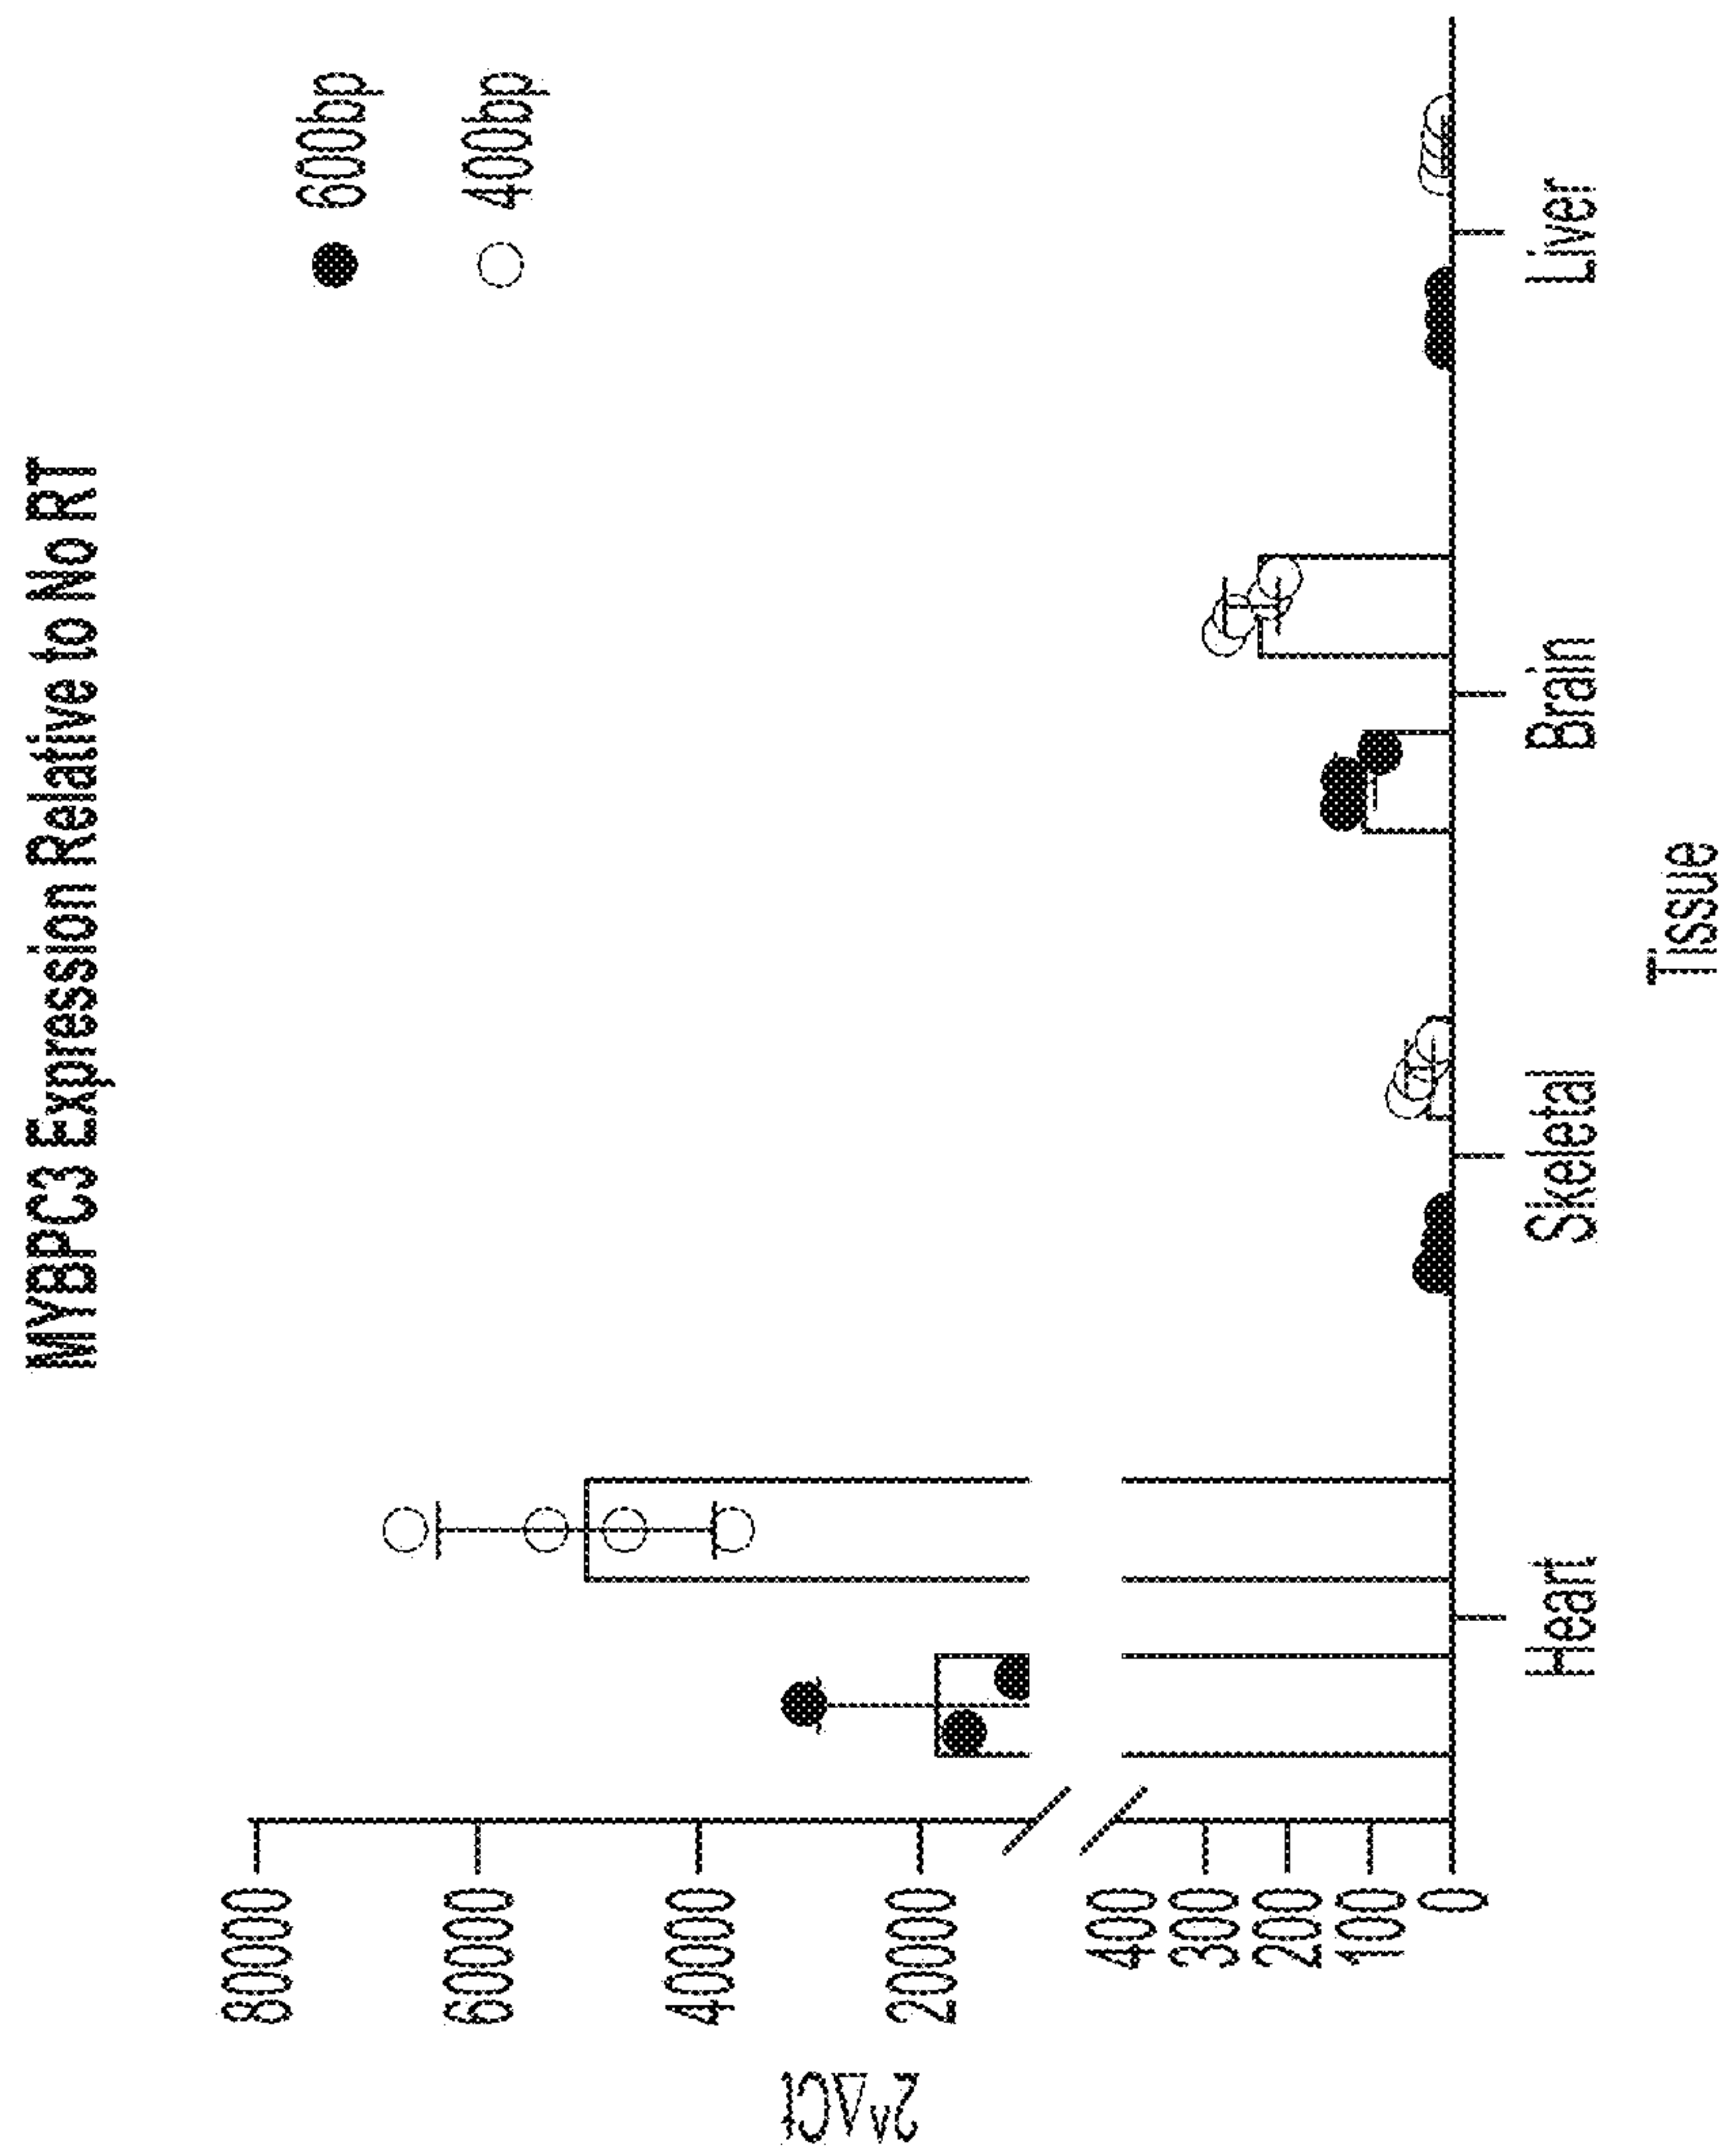 MYBPC3 Expression Relative to No RT
600bp
400bp
2^ΔCt
80000
60000
40000
20000
400
300
200
100
0
Heart
Skeletal
Brain
Liver
Tissue